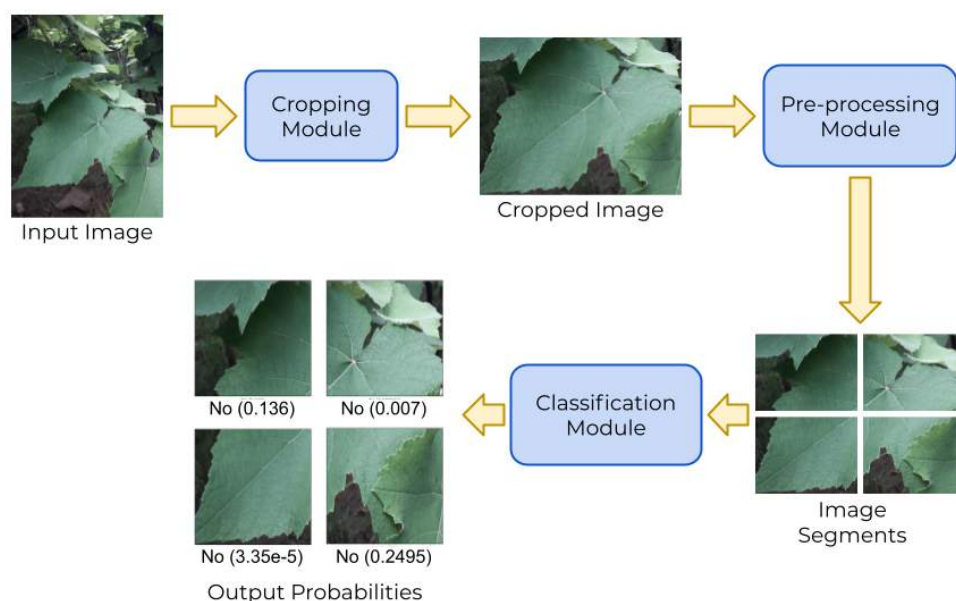 Cropping
Module
Pre-processing
Module
Input Image
Cropped Image
No (0.136)
No (0.007)
Classification
Module
No (3.35e-5)
No (0.2495)
Image
Segments
Output Probabilities